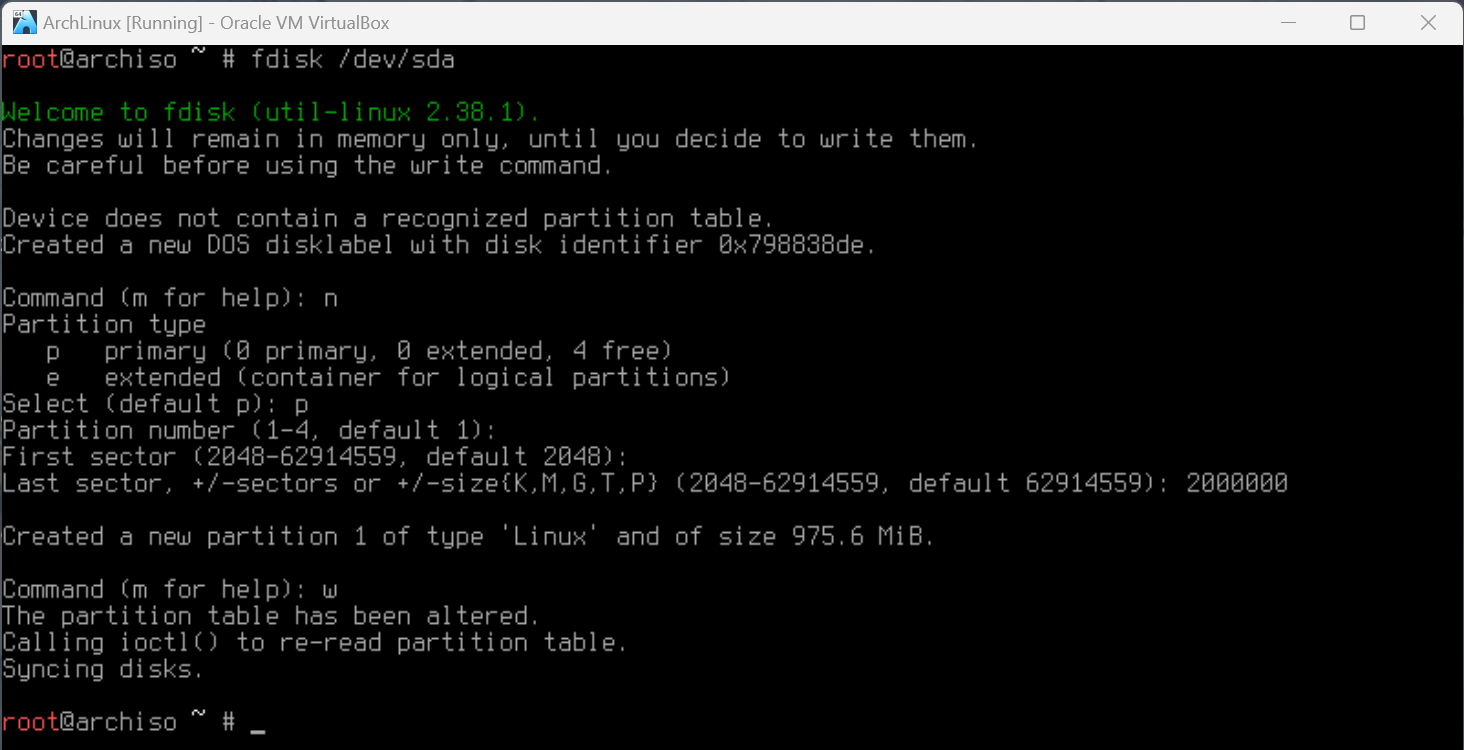 64
ArchLinux [Running] - Oracle VM VirtualBox
root@archiso ~ # fdisk /dev/sda
Welcome to fdisk (util-linux 2.38.1).
Changes will remain in memory only, until you decide to write them.
Be careful before using the write command.
Device does not contain a recognized partition table.
Created a new DOS disklabel with disk identifier 0x798838de.
Command (m for help): n
Partition type
   p   primary (0 primary, 0 extended, 4 free)
   e   extended (container for logical partitions)
Select (default p): p
Partition number (1-4, default 1):
First sector (2048-62914559, default 2048):
Last sector, +/-sectors or +/-size{K,M,G,T,P} (2048-62914559, default 62914559): 2000000
Created a new partition 1 of type 'Linux' and of size 975.6 MiB.
Command (m for help): w
The partition table has been altered.
Calling ioctl() to re-read partition table.
Syncing disks.
root@archiso ~ # _